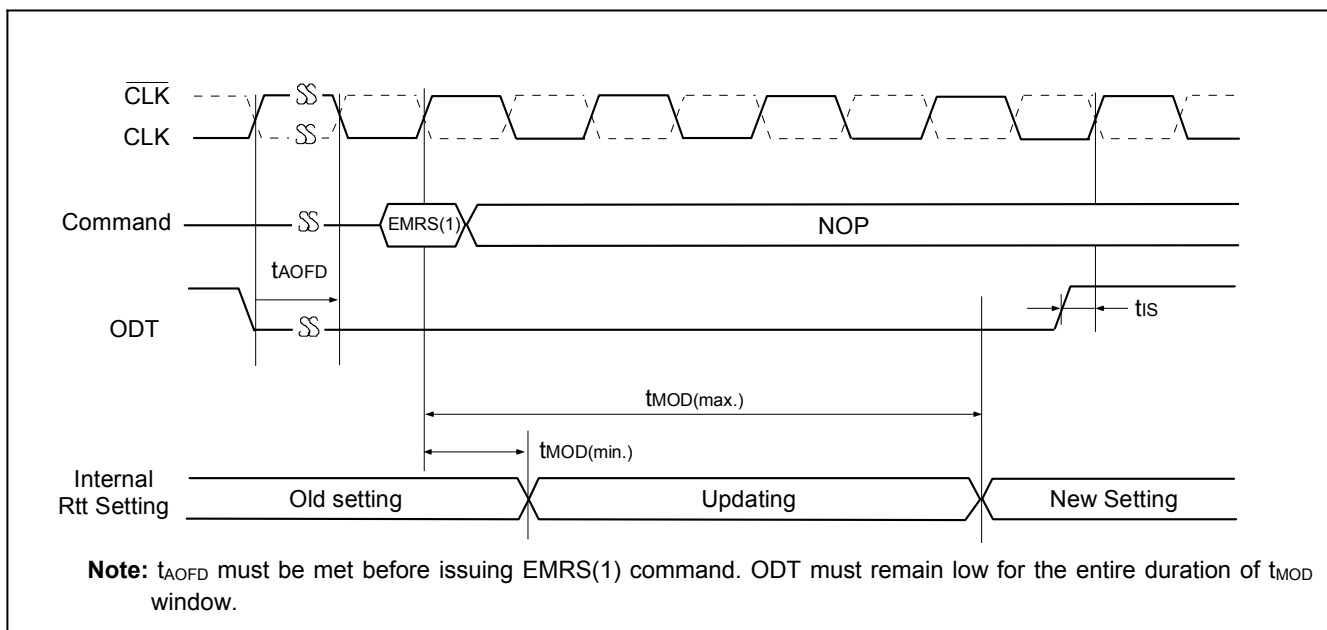 CLK
CLK
Command
EMRS(1)
NOP
tAOFD
ODT
tIS
tMOD(max.)
tMOD(min.)
Internal
Rtt Setting
Old setting
Updating
New Setting
Note: tAOFD must be met before issuing EMRS(1) command. ODT must remain low for the entire duration of tMOD
window.